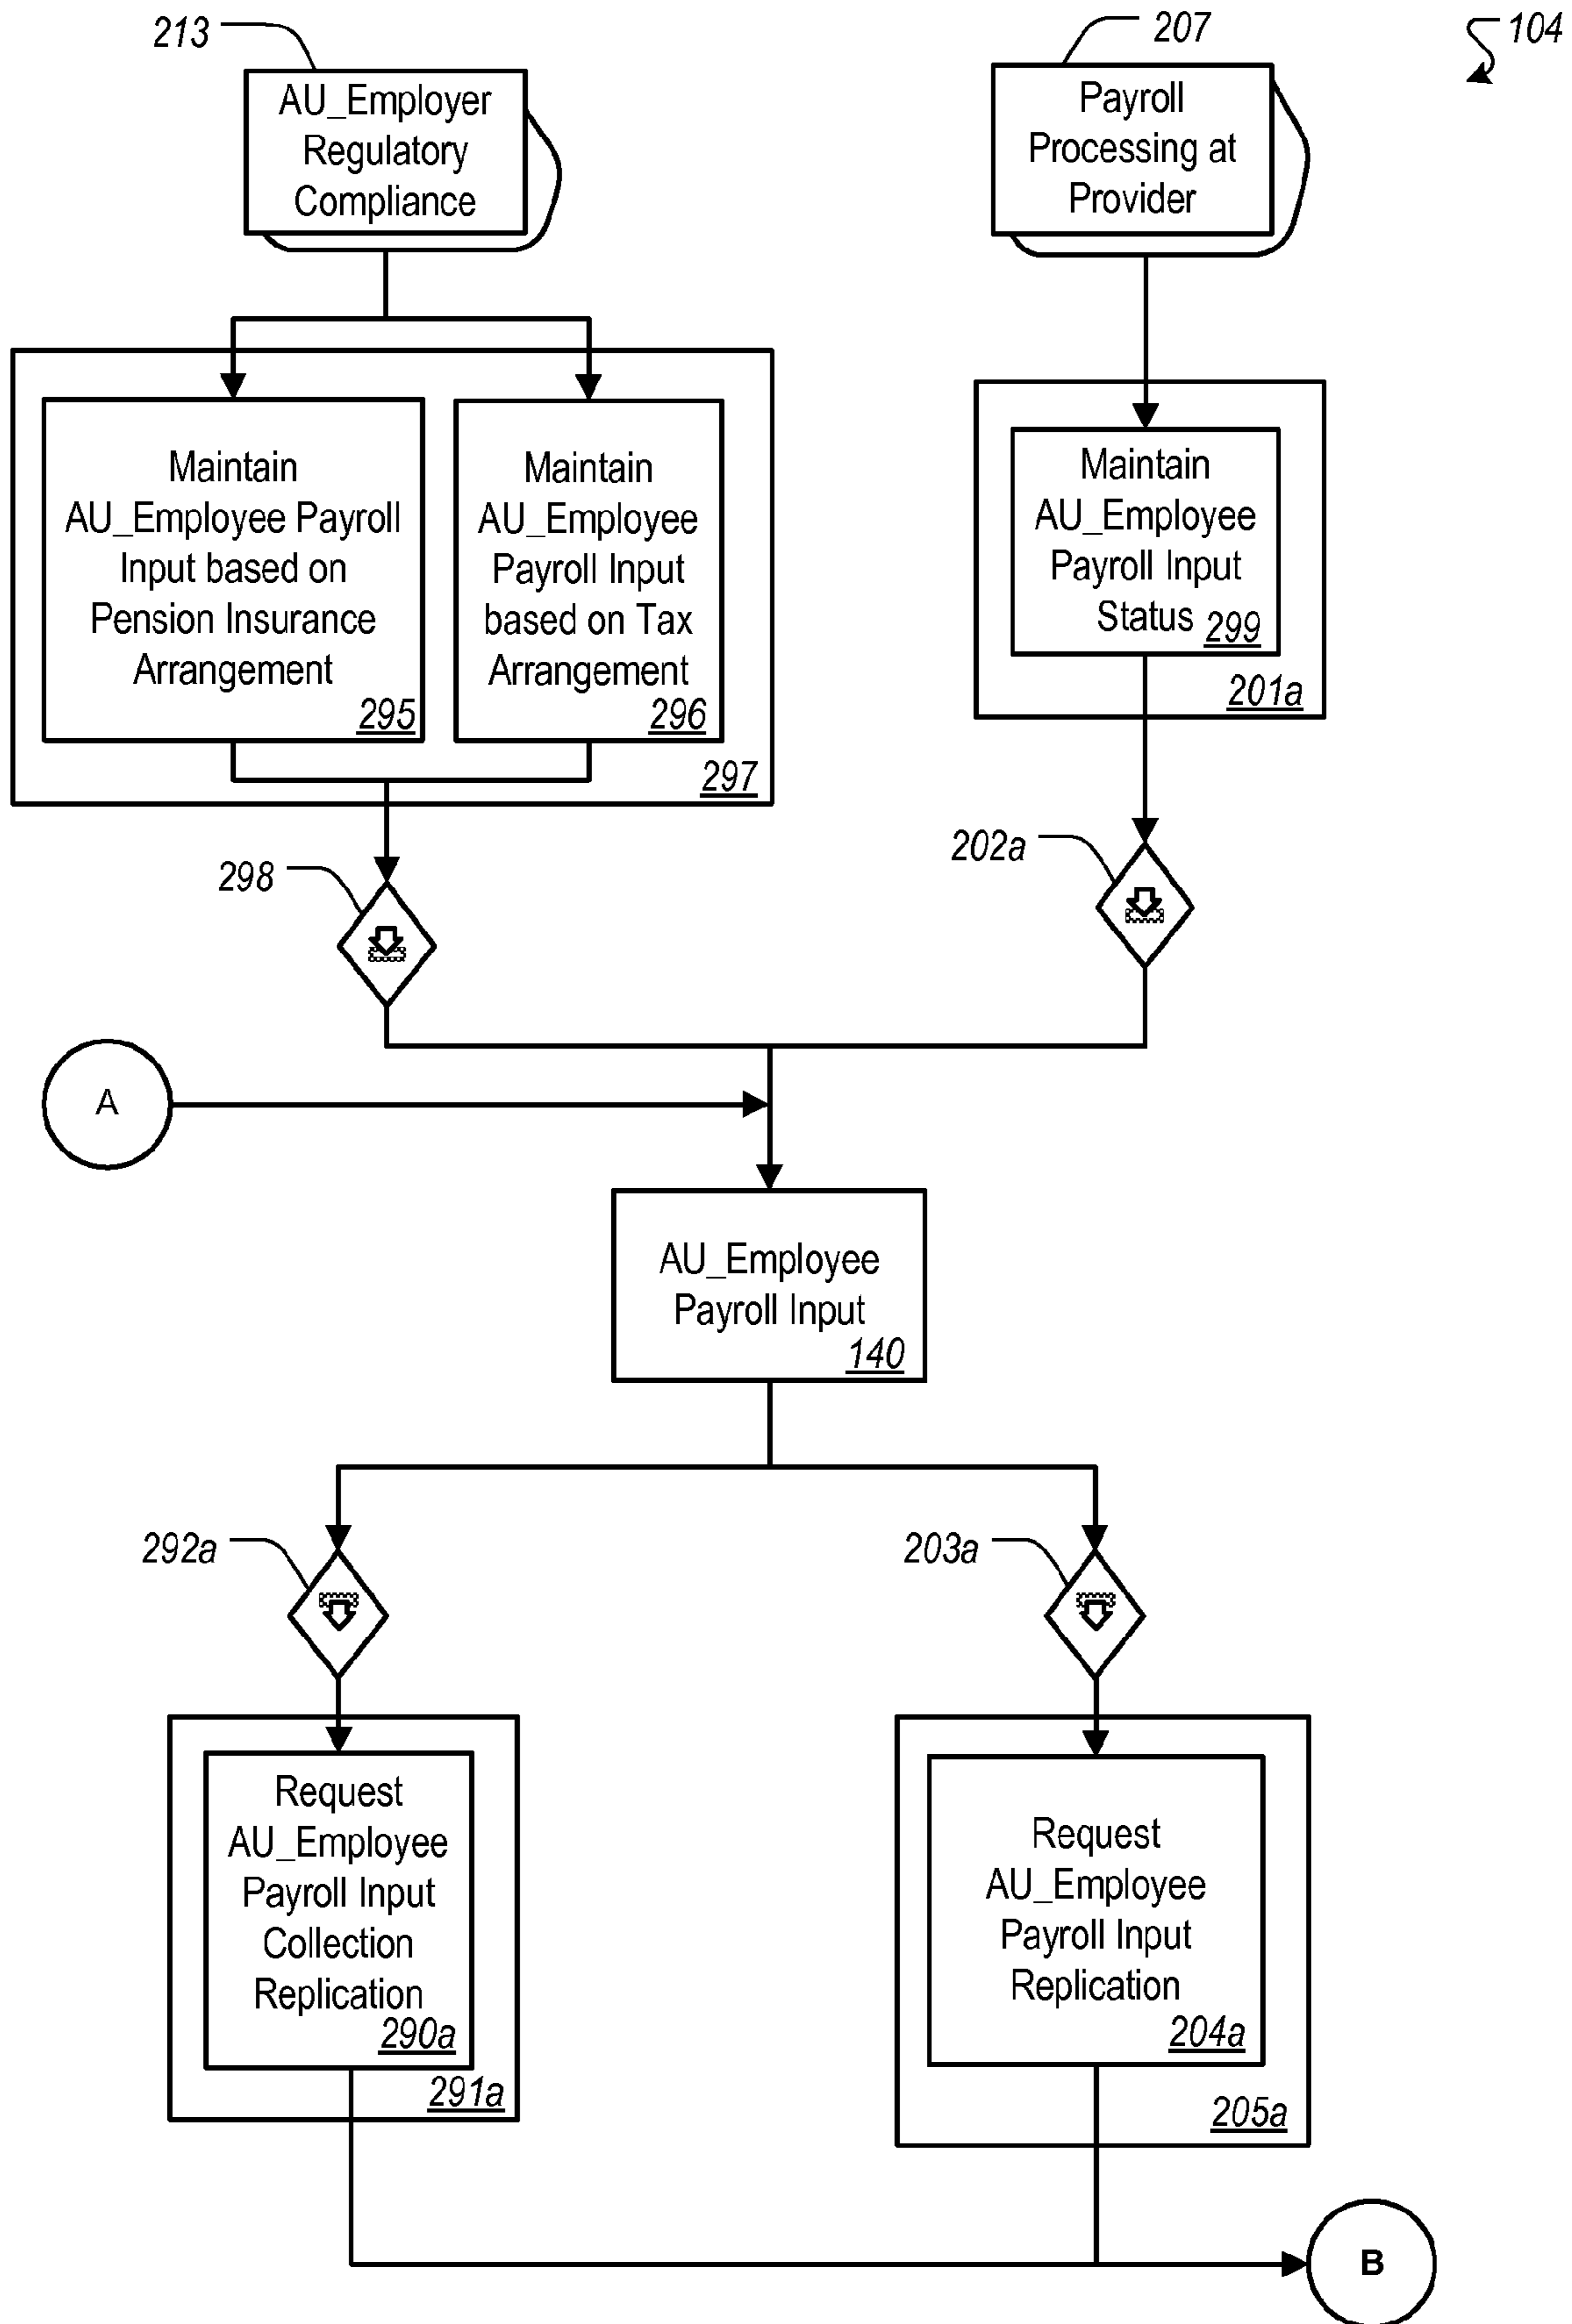 213
AU_Employer
Regulatory
Compliance
207
Payroll
Processing at
Provider
104
Maintain
AU_Employee Payroll
Input based on
Pension Insurance
Arrangement
295
Maintain
AU_Employee
Payroll Input
based on Tax
Arrangement
296
297
Maintain
AU_Employee
Payroll Input
Status 299
201a
298
202a
A
AU_Employee
Payroll Input
140
292a
203a
Request
AU_Employee
Payroll Input
Collection
Replication
290a
291a
Request
AU_Employee
Payroll Input
Replication
204a
205a
B